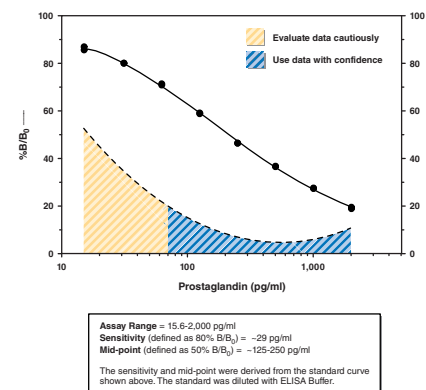 100
80
60
40
20
0
%B/B0
100
80
60
40
20
0
Evaluate data cautiously
Use data with confidence
10
100
1,000
Prostaglandin (pg/ml)
Assay Range = 15.6-2,000 pg/ml
Sensitivity (defined as 80% B/B0) = ~29 pg/ml
Mid-point (defined as 50% B/B0) = ~125-250 pg/ml
The sensitivity and mid-point were derived from the standard curve
shown above. The standard was diluted with ELISA Buffer.